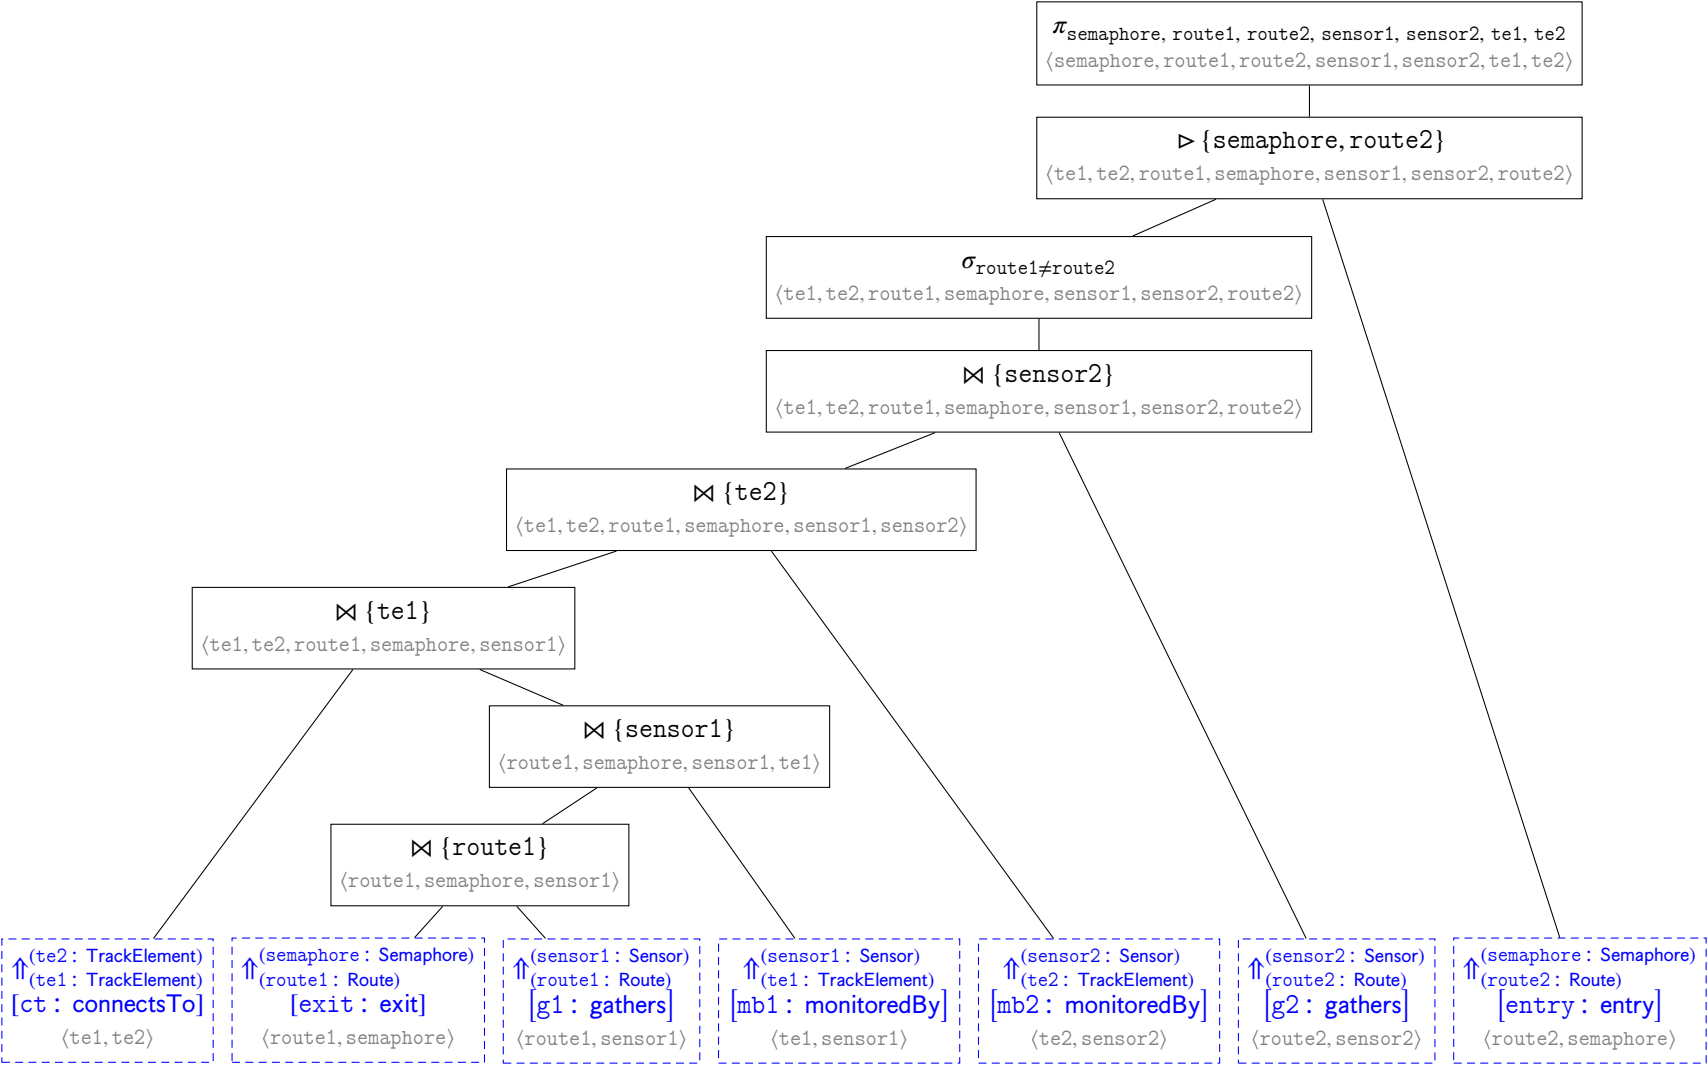 π semaphore, route1, route2, sensor1, sensor2, te1, te2
⟨semaphore, route1, route2, sensor1, sensor2, te1, te2⟩
▷ {semaphore, route2}
⟨te1, te2, route1, semaphore, sensor1, sensor2, route2⟩
σ route1≠route2
⟨te1, te2, route1, semaphore, sensor1, sensor2, route2⟩
⋈ {sensor2}
⟨te1, te2, route1, semaphore, sensor1, sensor2, route2⟩
⋈ {te2}
⟨te1, te2, route1, semaphore, sensor1, sensor2⟩
⋈ {te1}
⟨te1, te2, route1, semaphore, sensor1⟩
⋈ {sensor1}
⟨route1, semaphore, sensor1, te1⟩
⋈ {route1}
⟨route1, semaphore, sensor1⟩
⇑ (te2 : TrackElement)
(te1 : TrackElement)
[ct : connectsTo]
⟨te1, te2⟩
⇑ (semaphore : Semaphore)
(route1 : Route)
[exit : exit]
⟨route1, semaphore⟩
⇑ (sensor1 : Sensor)
(route1 : Route)
[g1 : gathers]
⟨route1, sensor1⟩
⇑ (sensor1 : Sensor)
(te1 : TrackElement)
[mb1 : monitoredBy]
⟨te1, sensor1⟩
⇑ (sensor2 : Sensor)
(te2 : TrackElement)
[mb2 : monitoredBy]
⟨te2, sensor2⟩
⇑ (sensor2 : Sensor)
(route2 : Route)
[g2 : gathers]
⟨route2, sensor2⟩
⇑ (semaphore : Semaphore)
(route2 : Route)
[entry : entry]
⟨route2, semaphore⟩